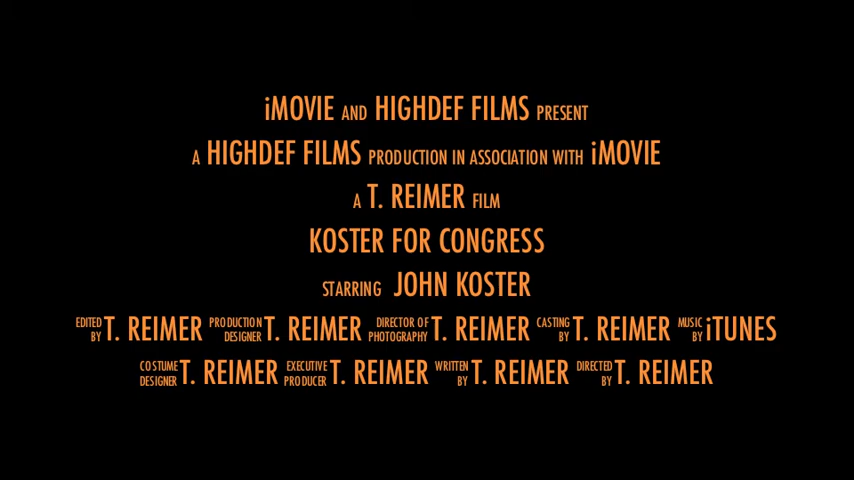 iMOVIE AND HIGHDEF FILMS PRESENT
A HIGHDEF FILMS PRODUCTION IN ASSOCIATION WITH iMOVIE
A T. REIMER FILM
KOSTER FOR CONGRESS
STARRING JOHN KOSTER
EDITED BY T. REIMER PRODUCTION DESIGNER T. REIMER DIRECTOR OF PHOTOGRAPHY T. REIMER CASTING BY T. REIMER MUSIC BY iTUNES
COSTUME DESIGNER T. REIMER EXECUTIVE PRODUCER T. REIMER WRITTEN BY T. REIMER DIRECTED BY T. REIMER